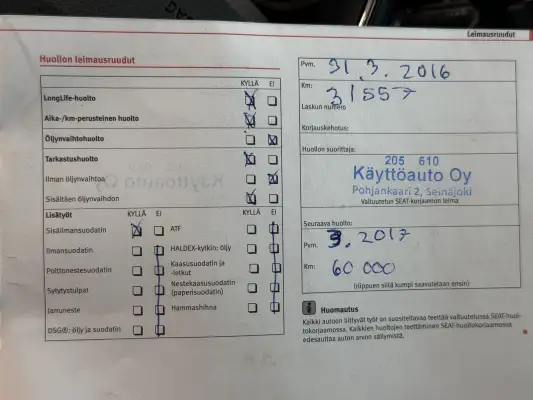 Leimausruudut
Huollon leimausruudut
KYLLÄ EI
LongLife-huolto
Aika-/km-perusteinen huolto
Öljynvaihtohuolto
Tarkastushuolto
Ilman öljynvaihtoa
Sisältäen öljynvaihdon
Lisätyöt KYLLÄ EI KYLLÄ EI
Sisäilmansuodatin
ATF
Ilmansuodatin
HALDEX-kytkin: öljy
Polttonestesuodatin
Kaasusuodatin ja
-letkut
Sytytystulpat
Nestekaasusuodatin
(paperisuodatin)
Jarruneste
Hammashihna
DSG®: öljy ja suodatin
Pvm. 31.3.2016
Km: 31557
Laskun numero
Korjauskehotus:
Huollon suorittaja:
205 610
Käyttöauto Oy
Pohjankaari 2, Seinäjoki
Valtuutetun SEAT-korjaamon leima
Seuraava huolto:
Pvm. 3.2017
Km: 60 000
(riippuen siitä kumpi saavutetaan ensin)
Huomautus
Kaikki autoon liittyvät työt on suositeltavaa teettää valtuutetussa SEAT-huol-
tokorjaamossa. Kaikkien huoltojen teettäminen SEAT-huoltokorjaamossa
edesauttaa auton arvon säilymistä.